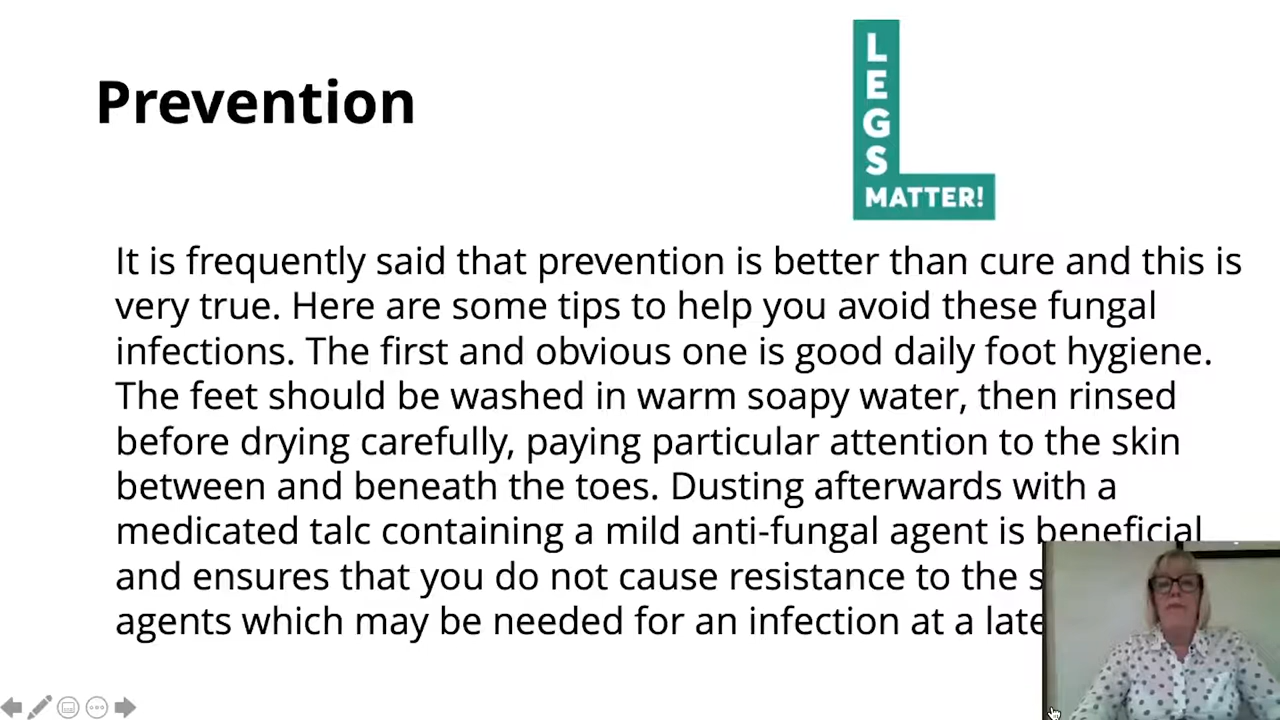 Prevention
L
E
G
S
MATTER!
It is frequently said that prevention is better than cure and this is
very true. Here are some tips to help you avoid these fungal
infections. The first and obvious one is good daily foot hygiene.
The feet should be washed in warm soapy water, then rinsed
before drying carefully, paying particular attention to the skin
between and beneath the toes. Dusting afterwards with a
medicated talc containing a mild anti-fungal agent is beneficial
and ensures that you do not cause resistance to the
agents which may be needed for an infection at a